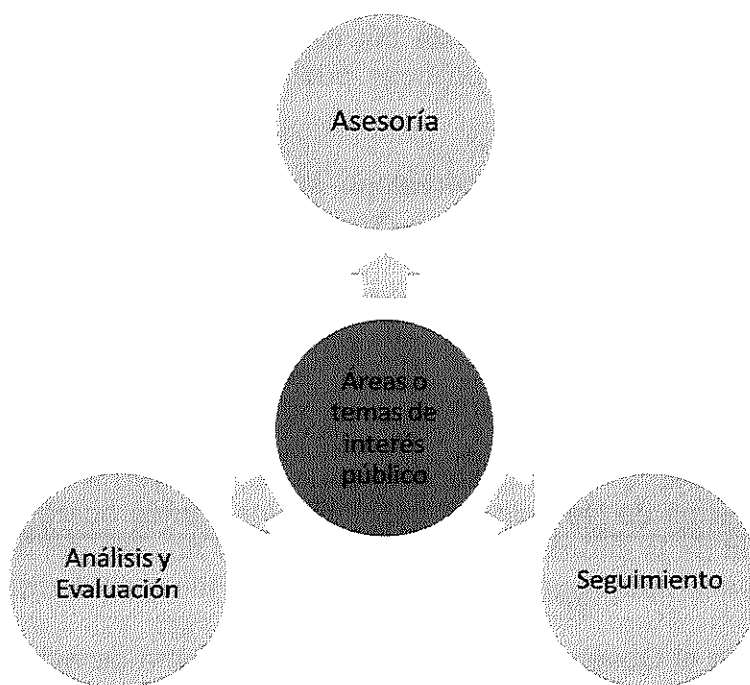 Asesoría
Áreas o
temas de
interés
público
Análisis y
Evaluación
Seguimiento